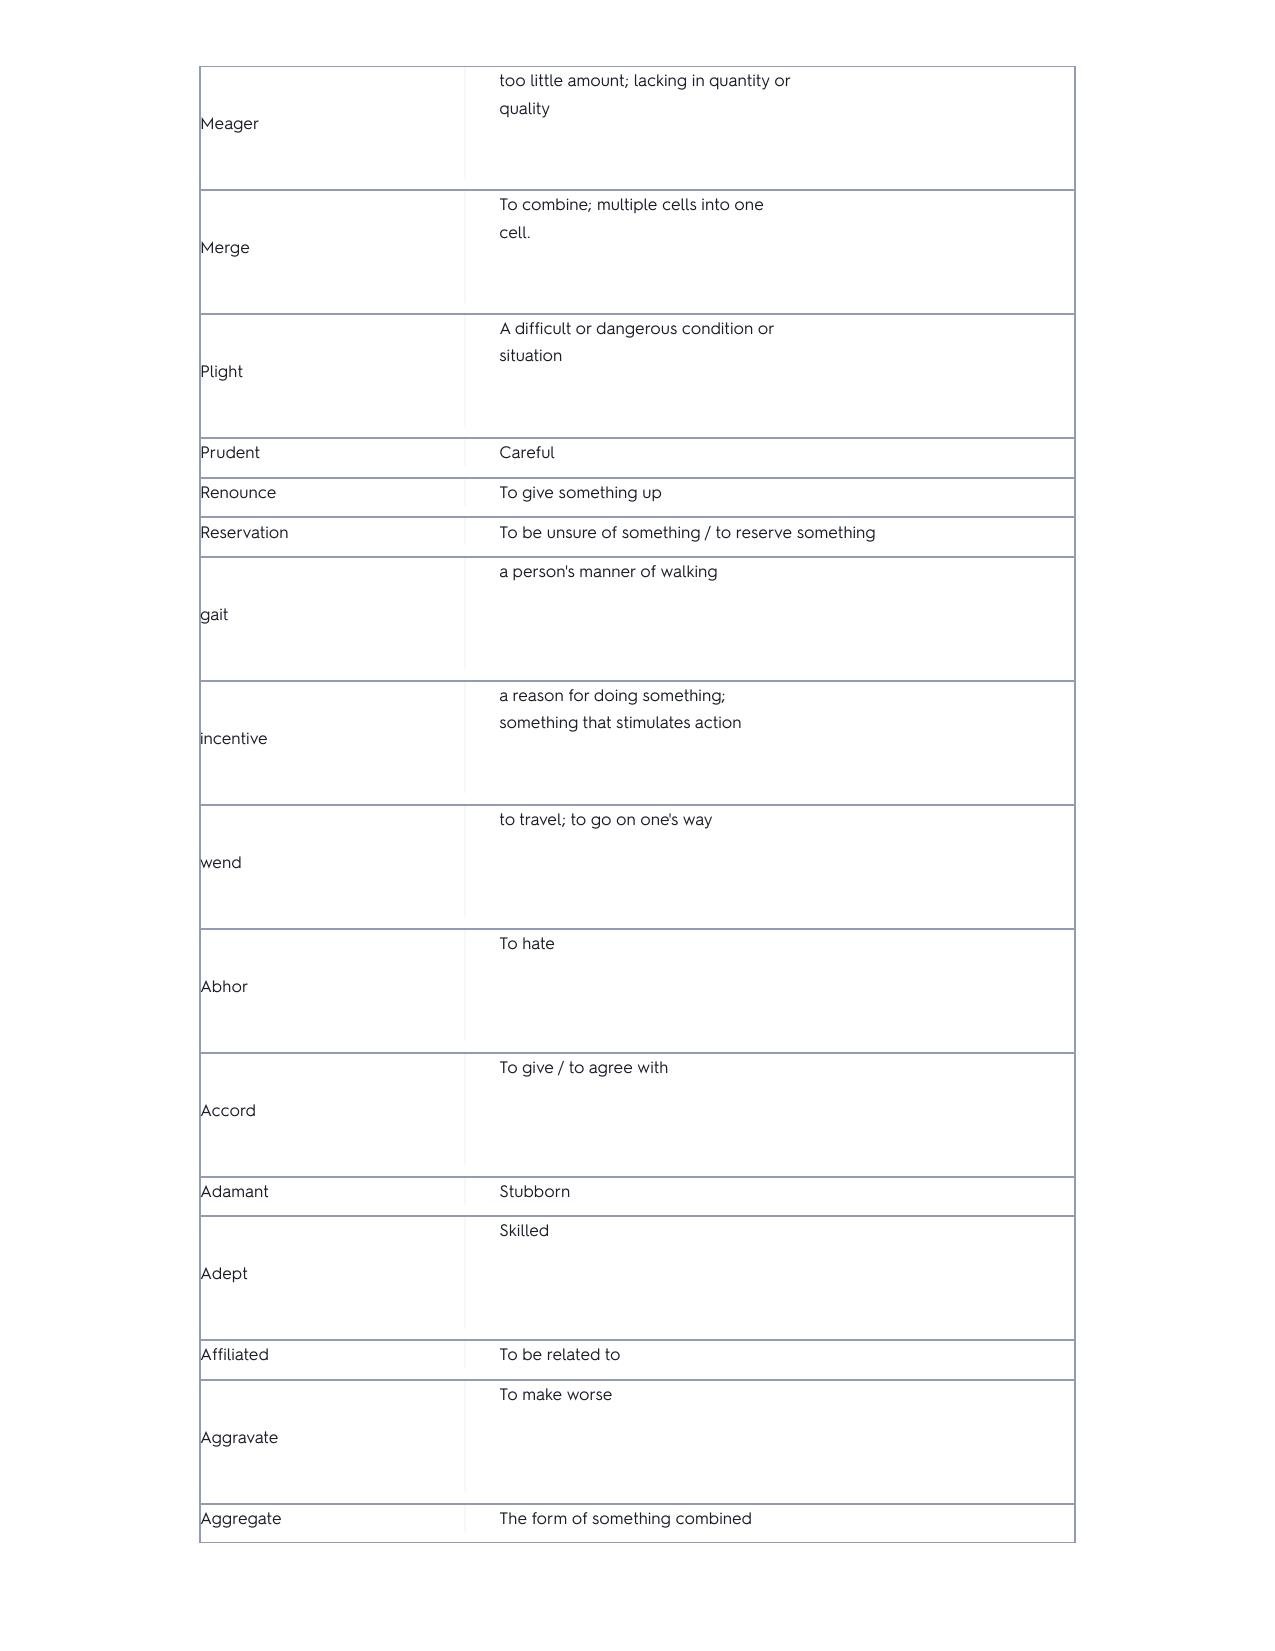 Meager
too little amount; lacking in quantity or
quality
Merge
To combine; multiple cells into one
cell.
Plight
A difficult or dangerous condition or
situation
Prudent
Careful
Renounce
To give something up
Reservation
To be unsure of something / to reserve something
gait
a person's manner of walking
incentive
a reason for doing something;
something that stimulates action
wend
to travel; to go on one's way
Abhor
To hate
Accord
To give / to agree with
Adamant
Stubborn
Adept
Skilled
Affiliated
To be related to
Aggravate
To make worse
Aggregate
The form of something combined